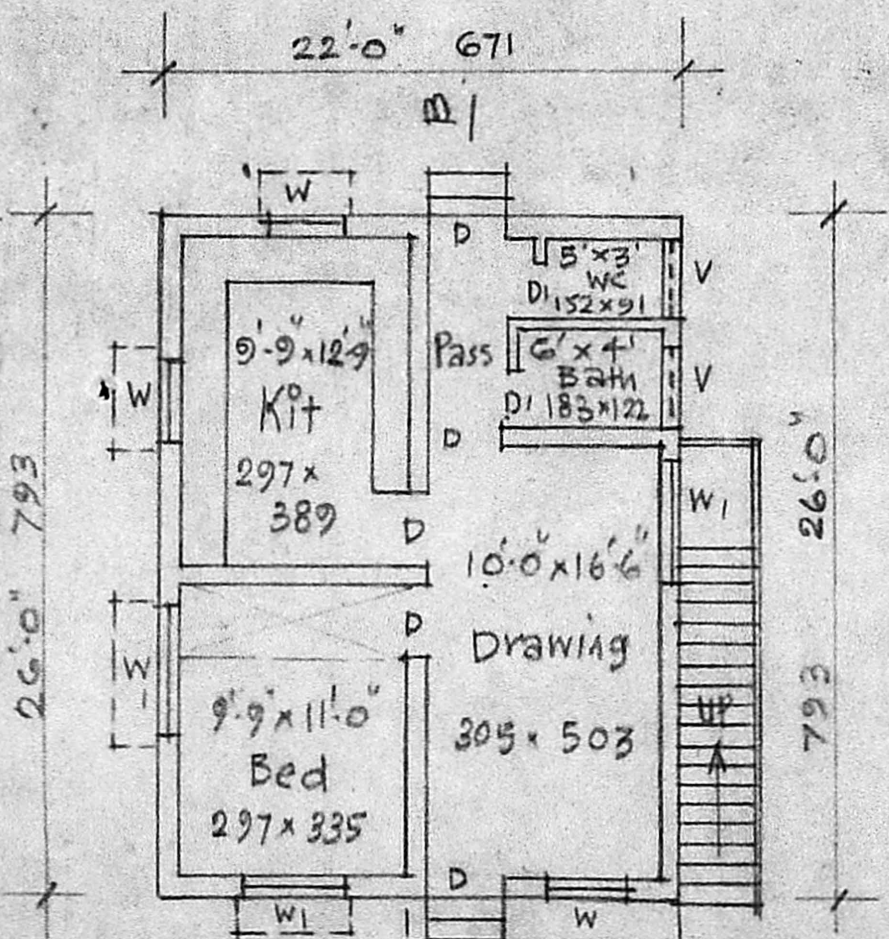 22'-0" 671
B
W
D
5'x3'
WC
D1 152x91
V
9'-9"x12'-9"
Kit
297x
389
Pass
6'x4'
Bath
D1 183x122
V
W
D
26'-0" 793
26'-0" 793
W1
D
10'-0"x16'-6"
Drawing
305x503
D
W
9'-9"x11'-0"
Bed
297x335
UP
D
W1
W